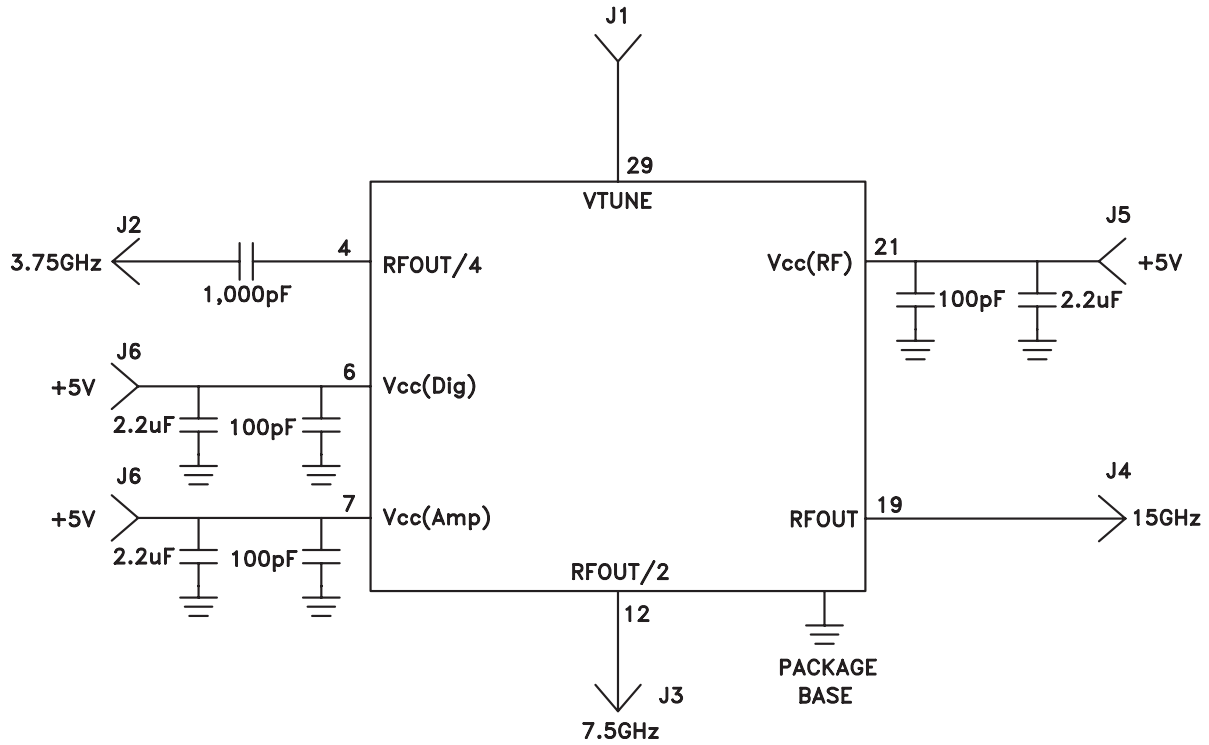 J1
29
VTUNE
J2
3.75GHz
4
RFOUT/4
1,000pF
J5
21
Vcc(RF)
+5V
100pF
2.2uF
J6
+5V
6
Vcc(Dig)
2.2uF
100pF
J6
+5V
7
Vcc(Amp)
2.2uF
100pF
J4
19
RFOUT
15GHz
RFOUT/2
12
PACKAGE
BASE
J3
7.5GHz